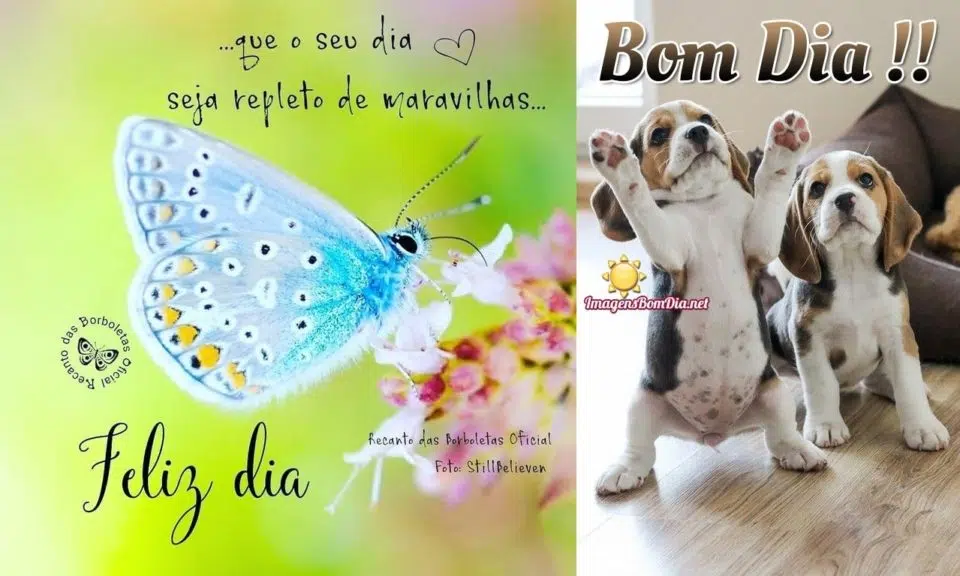 ...que o seu dia
seja repleto de maravilhas...
Recanto das Borboletas Oficial
Feliz dia
Recanto das Borboletas Oficial
Foto: StillBelieven
Bom Dia !!
ImagensBomDia.net